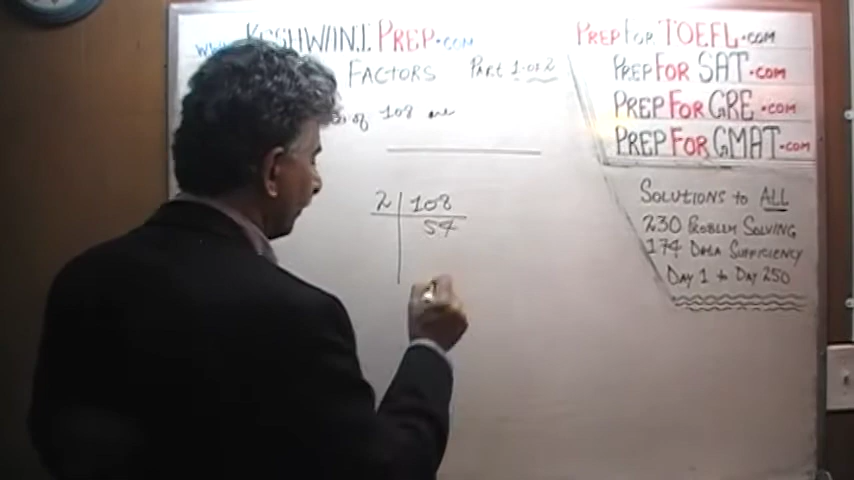 www. KESHWANI PREP.COM
FACTORS Part 1 of 2
of 108 are
2 108
54
PREP FOR TOEFL.COM
PREP FOR SAT.COM
PREP FOR GRE.COM
PREP FOR GMAT.COM
SOLUTIONS to ALL
230 PROBLEM SOLVING
174 DATA SUFFICIENCY
DAY 1 to DAY 250